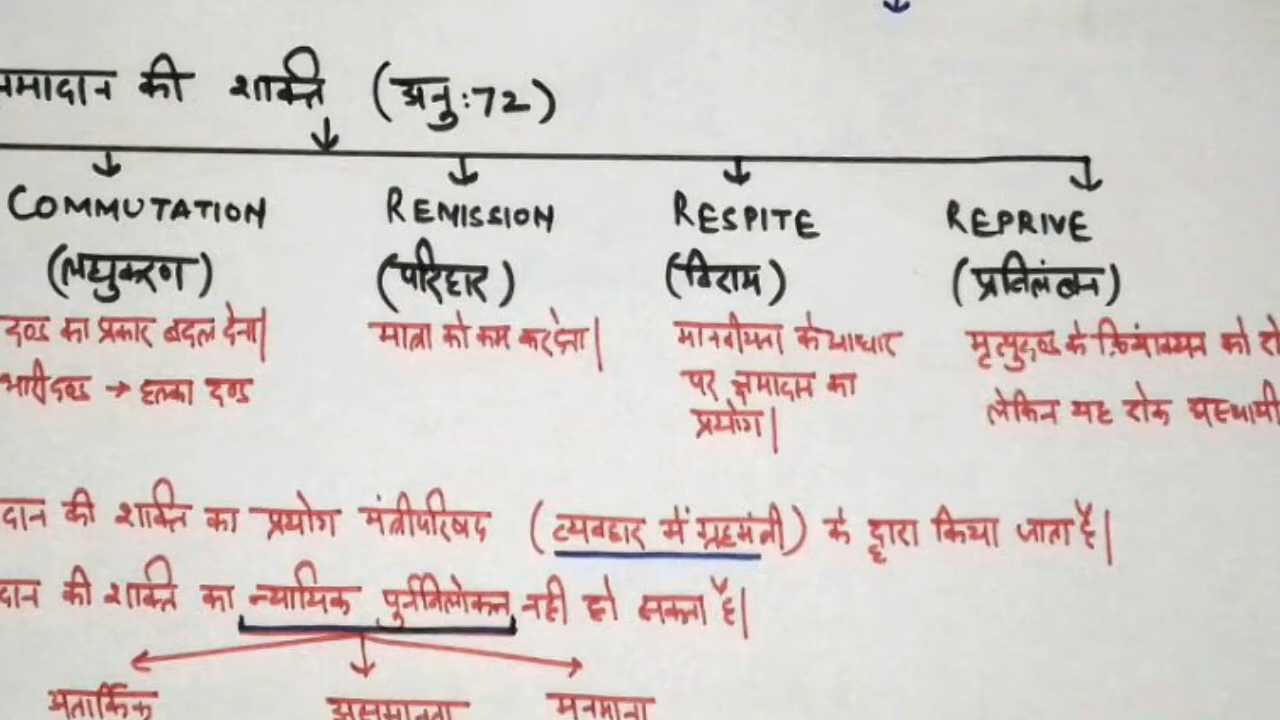 क्षमादान की शक्ति (अनु:72)
COMMUTATION REMISSION RESPITE REPRIVE
(लघुकरण) (परिहार) (विराम) (प्रविलंबन)
दण्ड का प्रकार बदल देना| मात्रा को कम कर देना| मानवीयता के आधार मृत्युदण्ड के क्रियांवयन को
भारीदण्ड → हल्का दण्ड पर क्षमादान का लेकिन यह रोक अस्थायी
प्रयोग|
दान की शक्ति का प्रयोग मंत्रीपरिषद (व्यवहार में ग्रहमंत्री) के द्वारा किया जाता है|
दान की शक्ति का न्यायिक पुर्नविलोकन नही हो सकता है|
अतार्किक असमानता मनमाना